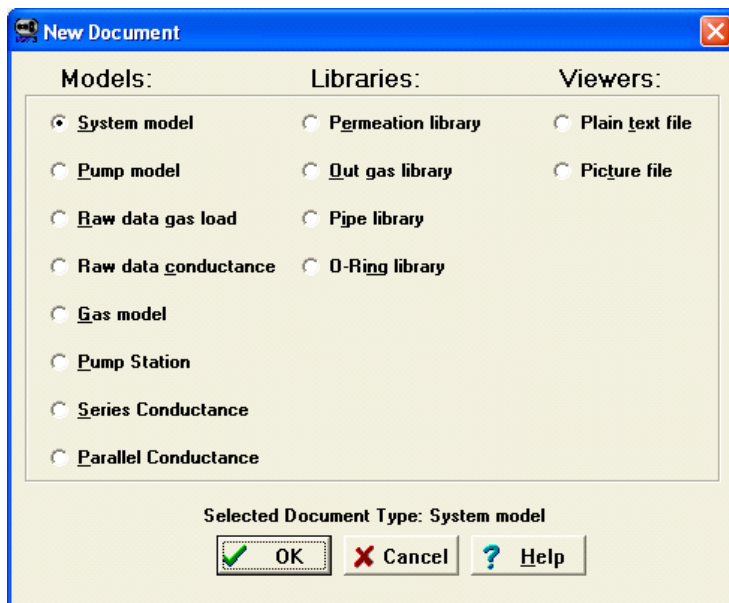 New Document
Models: Libraries: Viewers:
System model Permeation library Plain text file
Pump model Out gas library Picture file
Raw data gas load Pipe library
Raw data conductance O-Ring library
Gas model
Pump Station
Series Conductance
Parallel Conductance
Selected Document Type: System model
OK Cancel Help